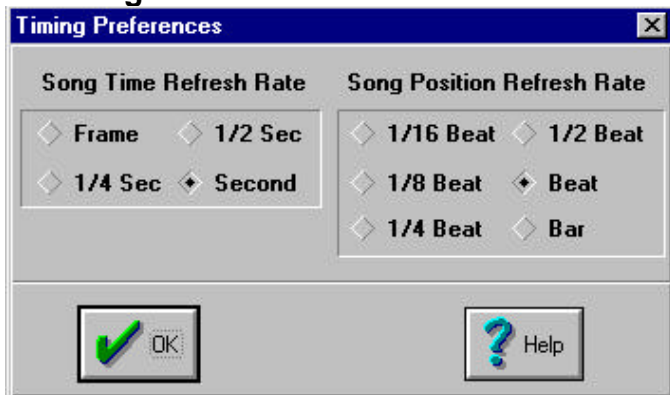 Timing Preferences
Song Time Refresh Rate
Frame 1/2 Sec
1/4 Sec Second
Song Position Refresh Rate
1/16 Beat 1/2 Beat
1/8 Beat Beat
1/4 Beat Bar
OK
Help